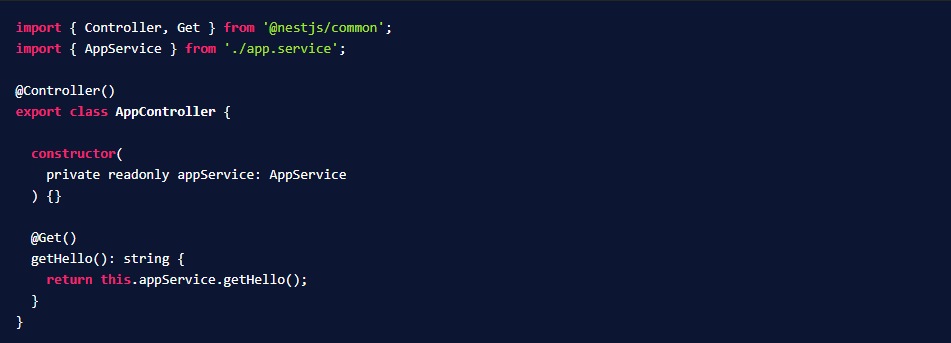 import { Controller, Get } from '@nestjs/common';
import { AppService } from './app.service';

@Controller()
export class AppController {

  constructor(
    private readonly appService: AppService
  ) {}

  @Get()
  getHello(): string {
    return this.appService.getHello();
  }
}